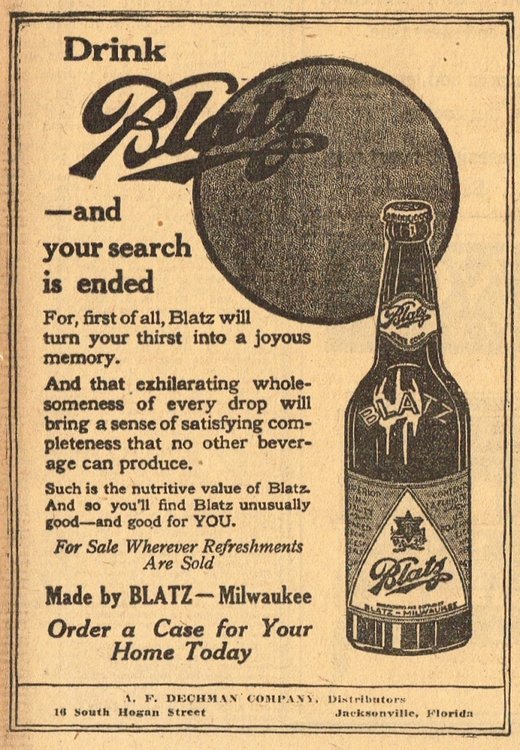 Drink
Blatz
—and
your search
is ended
For, first of all, Blatz will
turn your thirst into a joyous
memory.
And that exhilarating whole-
someness of every drop will
bring a sense of satisfying com-
pleteness that no other bever-
age can produce.
Such is the nutritive value of Blatz.
And so you'll find Blatz unusually
good—and good for YOU.
For Sale Wherever Refreshments
Are Sold
Made by BLATZ—Milwaukee
Order a Case for Your
Home Today
Blatz
BLATZ
Blatz
BLATZ-MILWAUKEE
A. F. DECHMAN COMPANY, Distributors
16 South Hogan Street Jacksonville, Florida